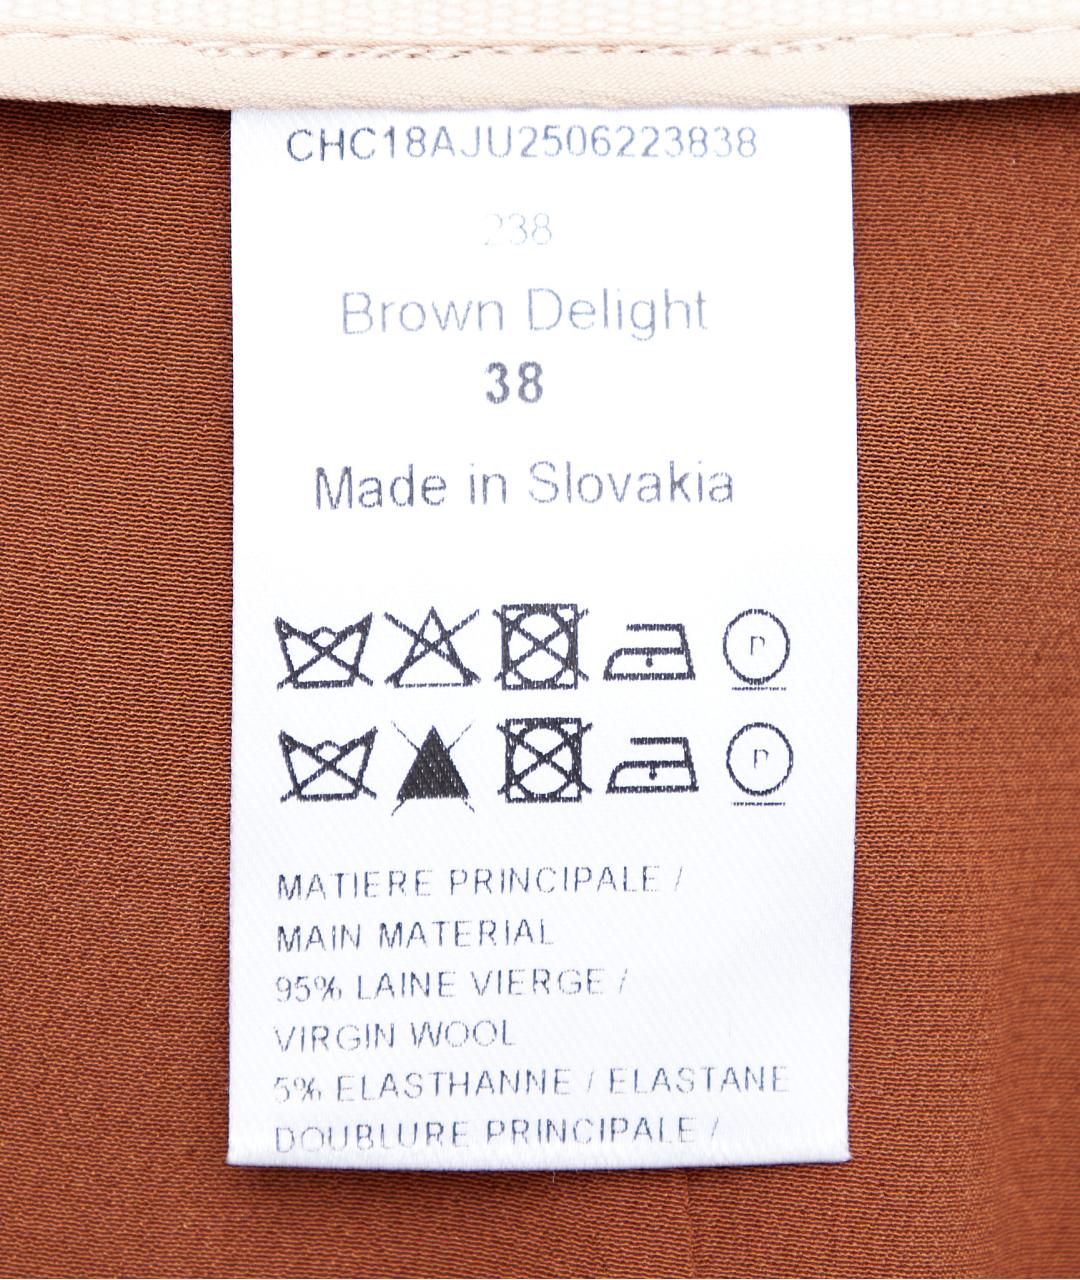 CHC18AJU2506223838
238
Brown Delight
38
Made in Slovakia
P
P
MATIERE PRINCIPALE /
MAIN MATERIAL
95% LAINE VIERGE /
VIRGIN WOOL
5% ELASTHANNE / ELASTANE
DOUBLURE PRINCIPALE /